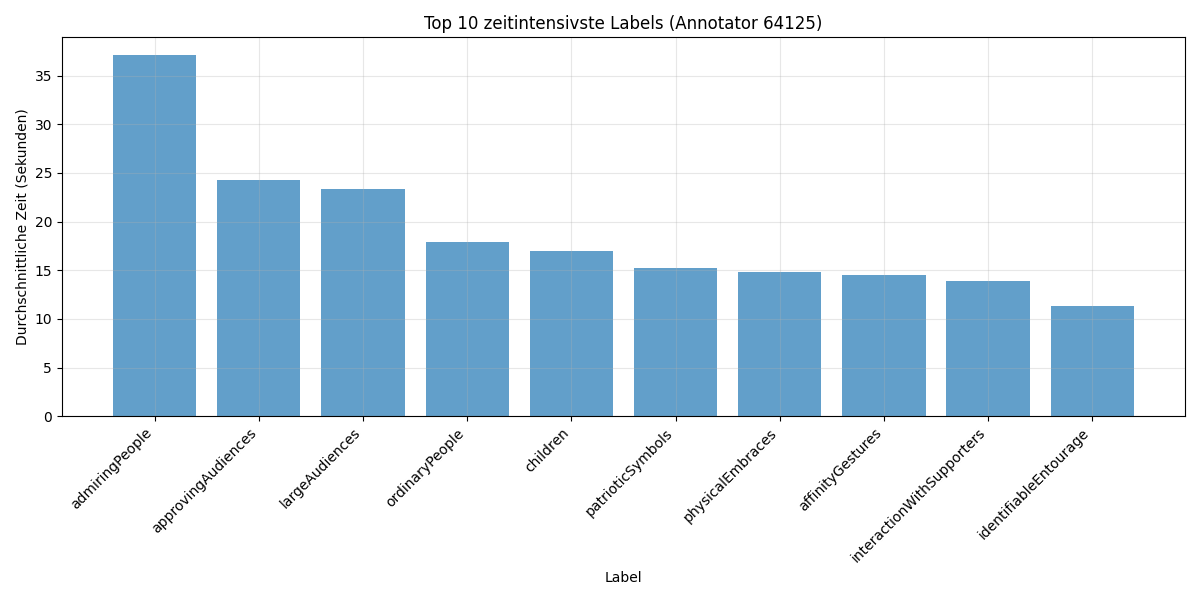 Top 10 zeitintensivste Labels (Annotator 64125)
Durchschnittliche Zeit (Sekunden)
35
30
25
20
15
10
5
0
admiringPeople
approvingAudiences
largeAudiences
ordinaryPeople
children
patrioticSymbols
physicalEmbraces
affinityGestures
interactionWithSupporters
identifiableEntourage
Label